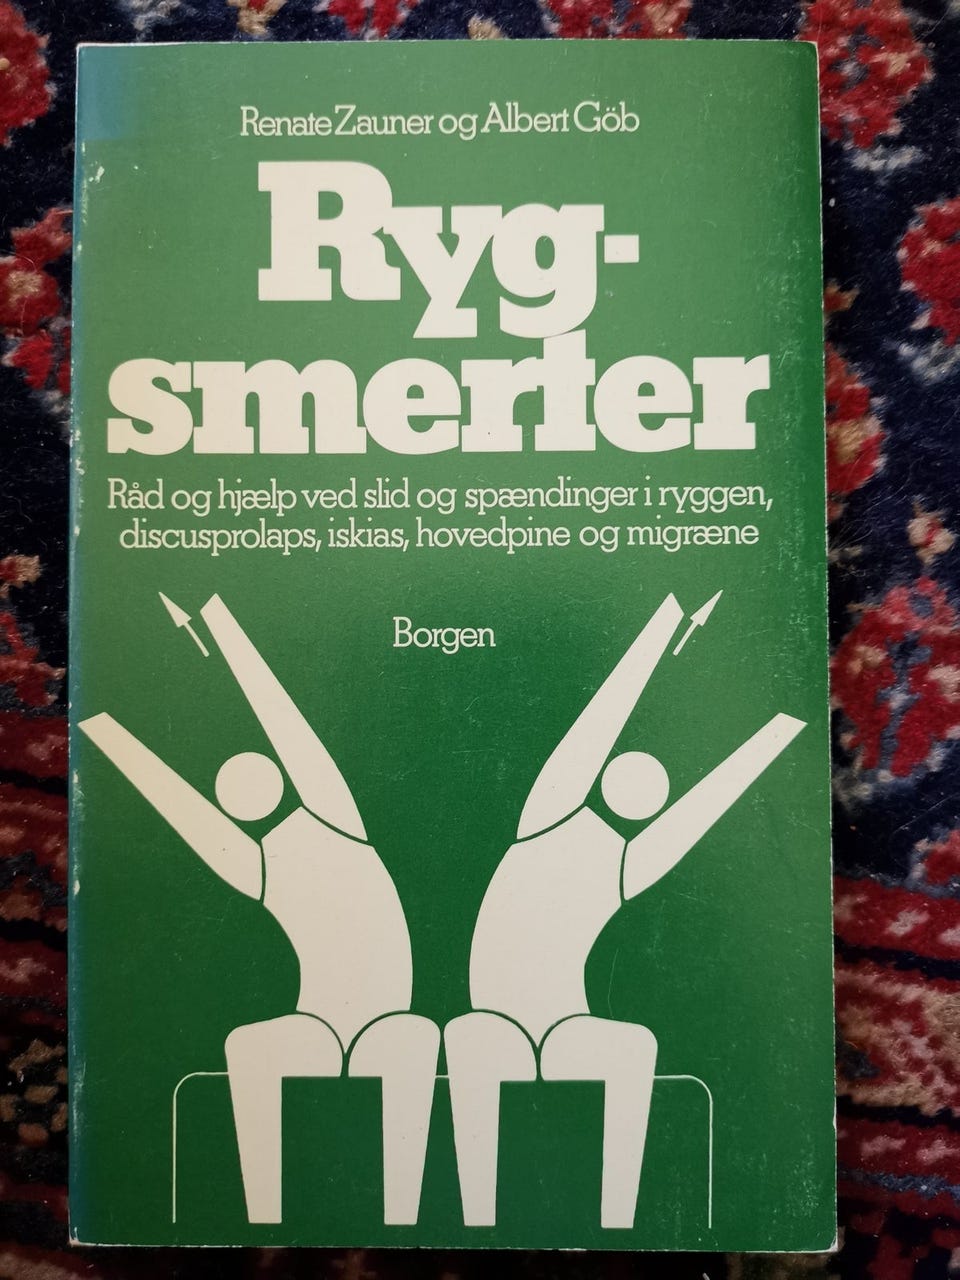 Renate Zauner og Albert Göb
Ryg-
smerter
Råd og hjælp ved slid og spændinger i ryggen,
discusprolaps, iskias, hovedpine og migræne
Borgen